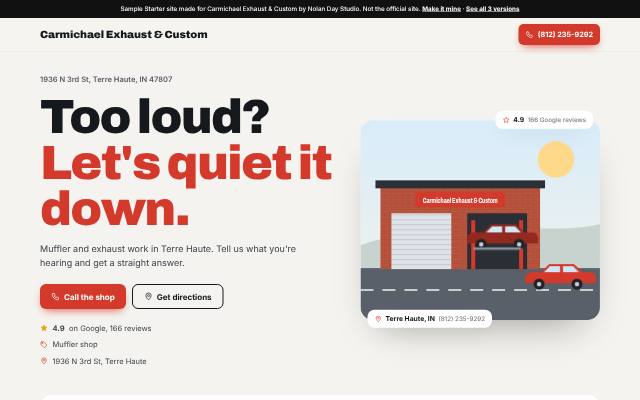 Sample Starter site made for Carmichael Exhaust & Custom by Nolan Day Studio. Not the official site. Make it mine · See all 3 versions
Carmichael Exhaust & Custom
(812) 235-9292
1936 N 3rd St, Terre Haute, IN 47807
Too loud?
Let's quiet it
down.
Muffler and exhaust work in Terre Haute. Tell us what you're
hearing and get a straight answer.
Call the shop
Get directions
4.9 on Google, 166 reviews
Muffler shop
1936 N 3rd St, Terre Haute
4.9 166 Google reviews
Carmichael Exhaust & Custom
Terre Haute, IN (812) 235-9292